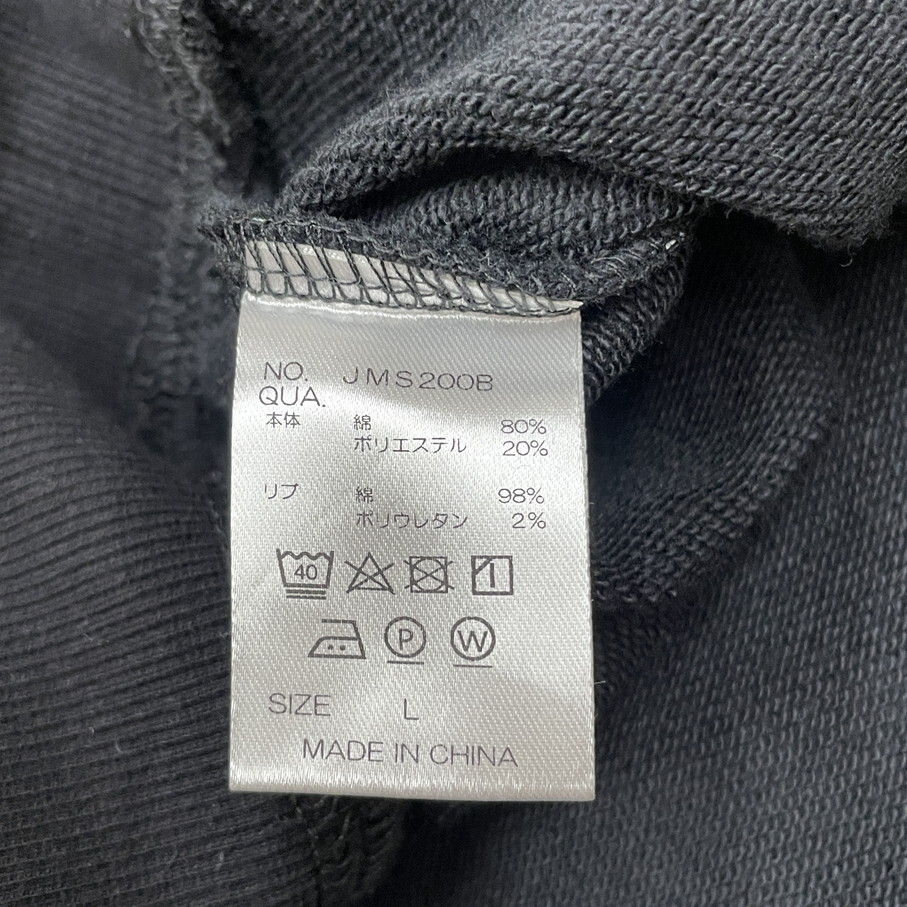 NO. JMS200B
QUA.
本体 綿 80%
ポリエステル 20%
リブ 綿 98%
ポリウレタン 2%
40
P W
SIZE L
MADE IN CHINA